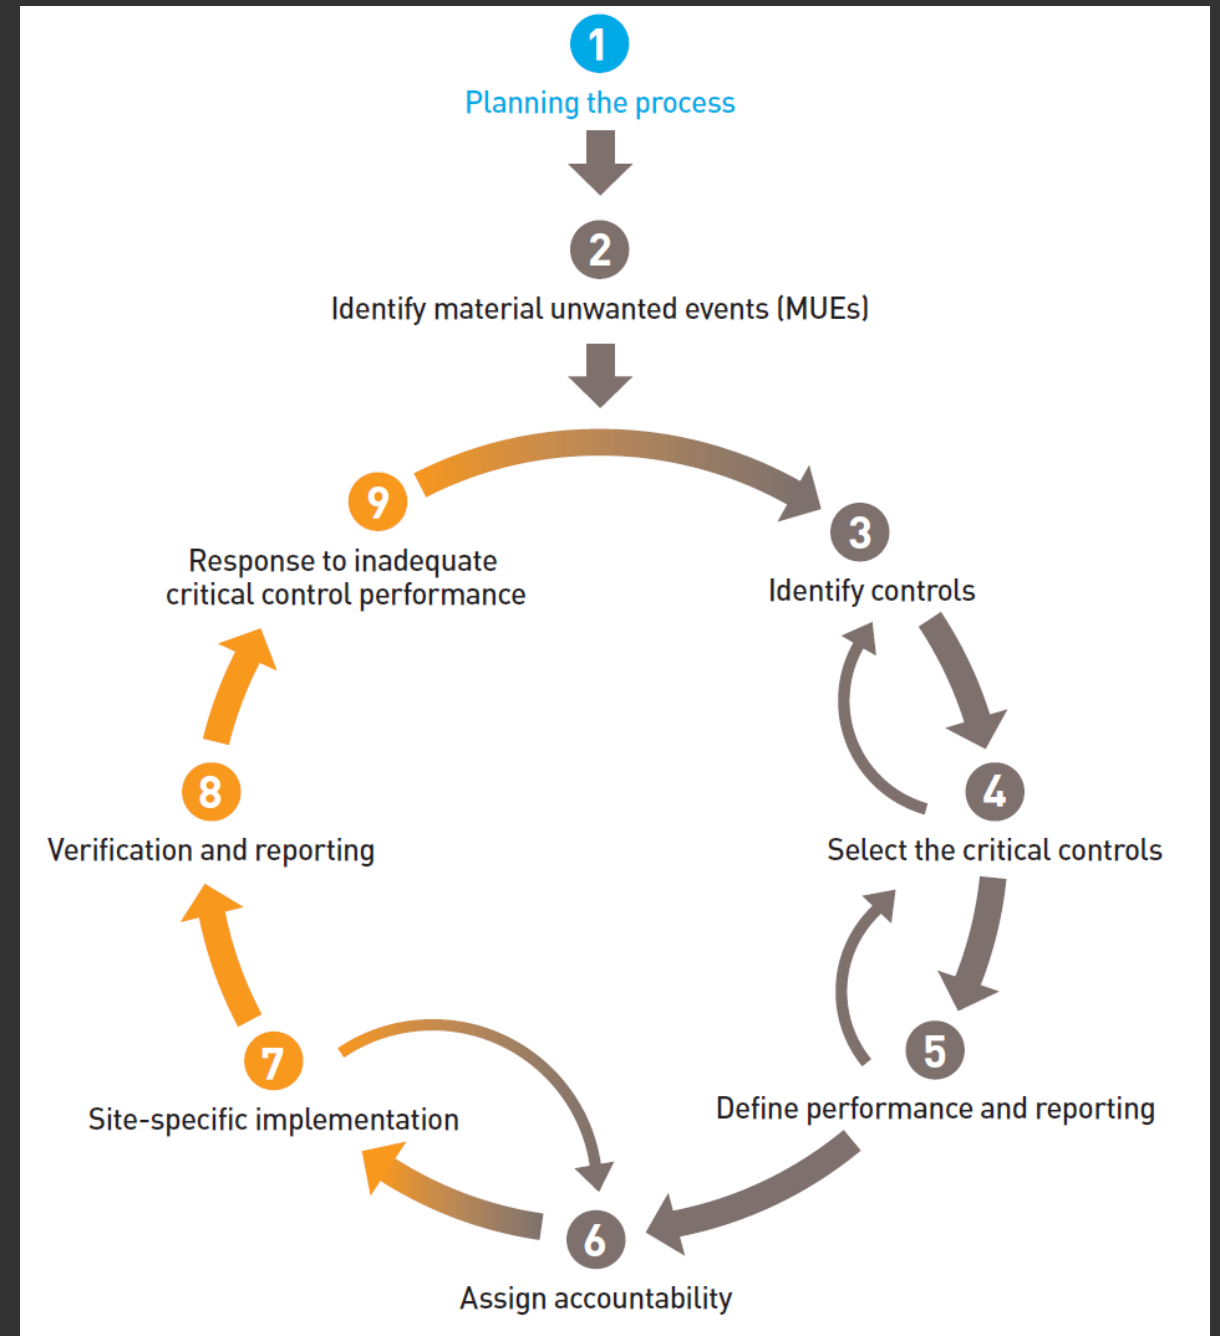 1
Planning the process
2
Identify material unwanted events (MUEs)
3
Identify controls
4
Select the critical controls
5
Define performance and reporting
6
Assign accountability
7
Site-specific implementation
8
Verification and reporting
9
Response to inadequate
critical control performance